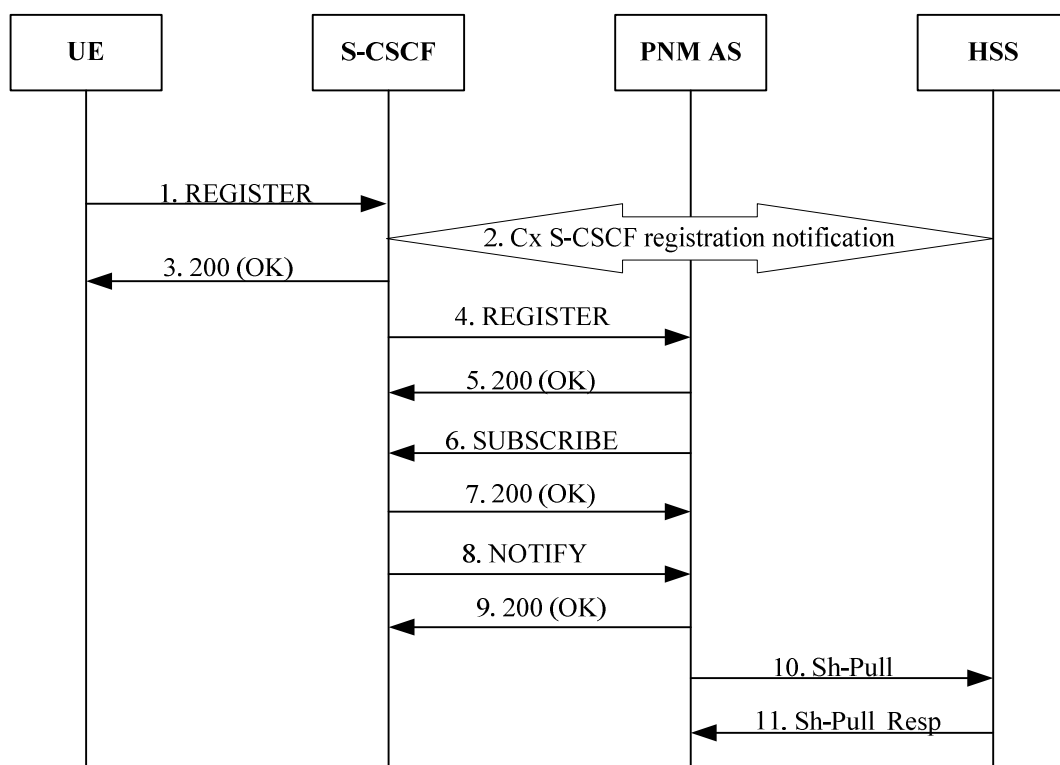 UE
S-CSCF
PNM AS
HSS
1. REGISTER
2. Cx S-CSCF registration notification
3. 200 (OK)
4. REGISTER
5. 200 (OK)
6. SUBSCRIBE
7. 200 (OK)
8. NOTIFY
9. 200 (OK)
10. Sh-Pull
11. Sh-Pull Resp